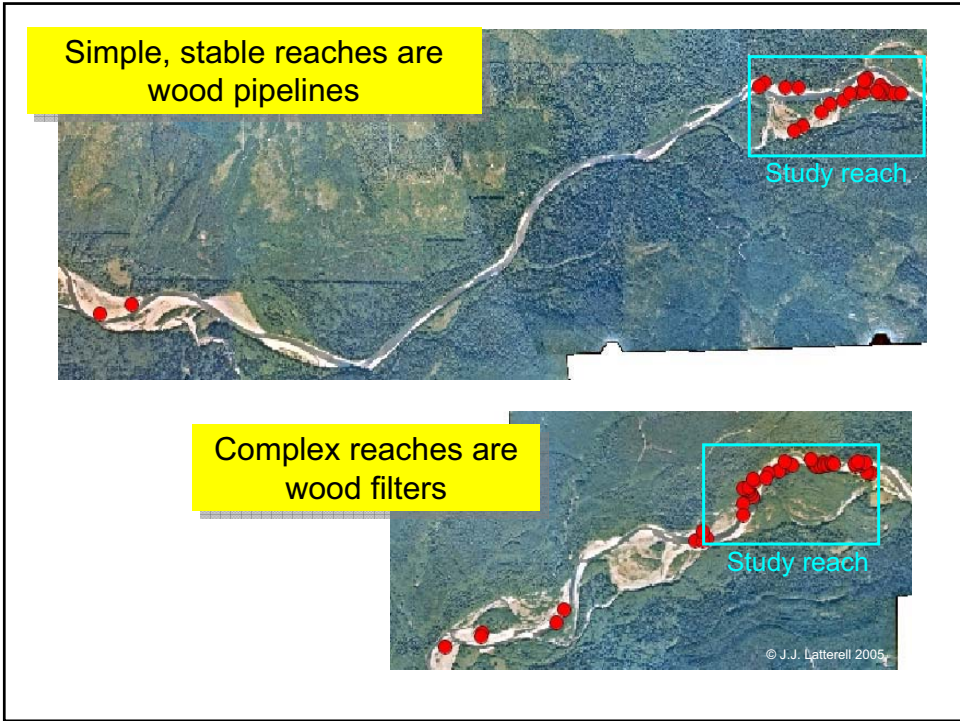 Simple, stable reaches are
wood pipelines
Study reach
Complex reaches are
wood filters
Study reach
© J.J. Latterell 2005